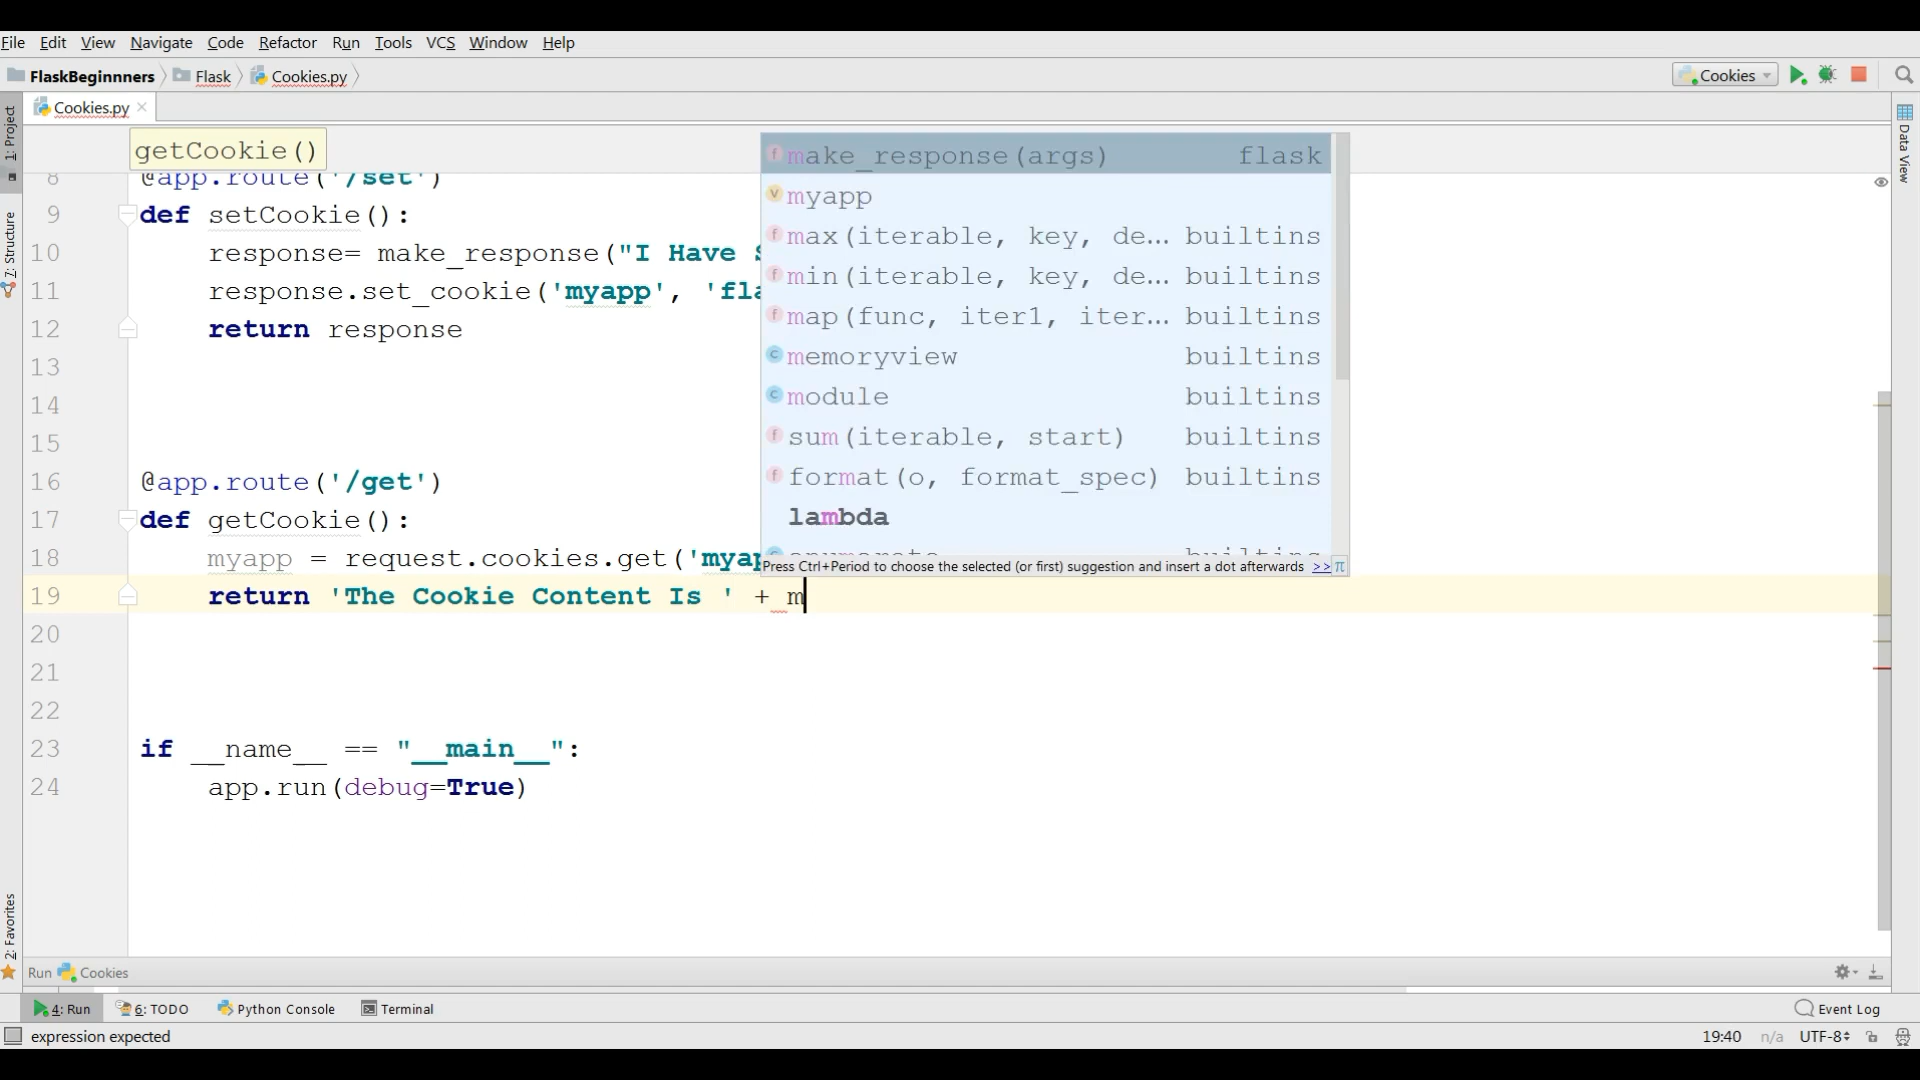 File Edit View Navigate Code Refactor Run Tools VCS Window Help
FlaskBeginnners Flask Cookies.py Cookies
Cookies.py
1: Project
7: Structure
2: Favorites
Data View
getCookie()
8 @app.route('/set')
9 def setCookie():
10 response= make_response("I Have
11 response.set_cookie('myapp', 'fla
12 return response
13
14
15
16 @app.route('/get')
17 def getCookie():
18 myapp = request.cookies.get('myap
19 return 'The Cookie Content Is ' + m
20
21
22
23 if __name__ == "__main__":
24 app.run(debug=True)
make_response(args) flask
myapp
max(iterable, key, de... builtins
min(iterable, key, de... builtins
map(func, iter1, iter... builtins
memoryview builtins
module builtins
sum(iterable, start) builtins
format(o, format_spec) builtins
lambda
Press Ctrl+Period to choose the selected (or first) suggestion and insert a dot afterwards >> π
Run Cookies
4: Run 6: TODO Python Console Terminal Event Log
expression expected 19:40 n/a UTF-8